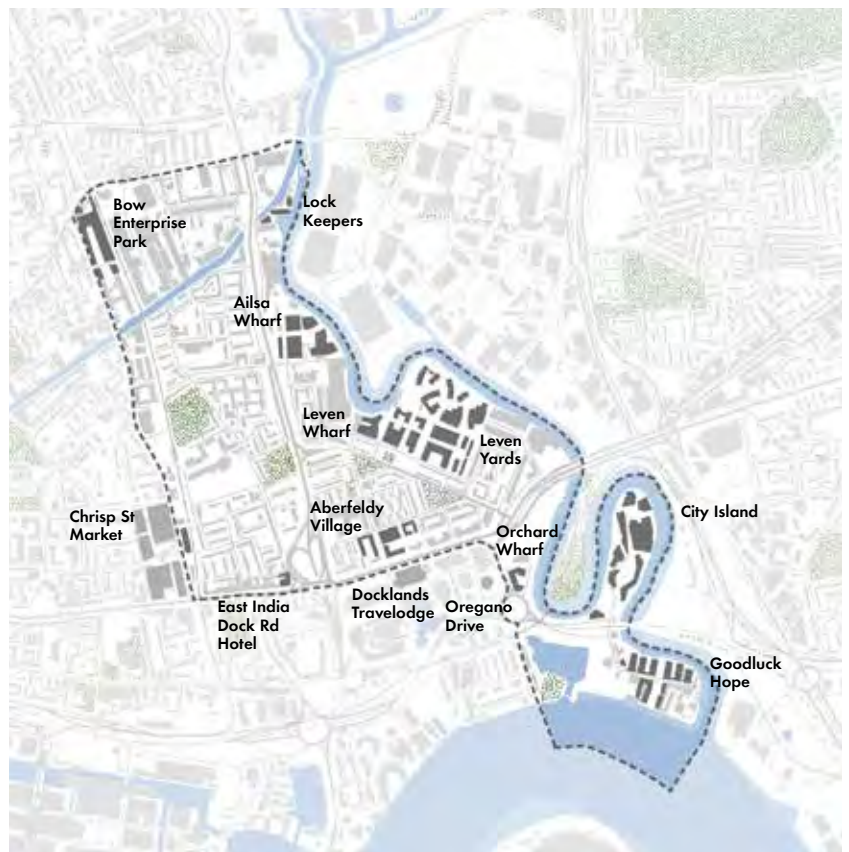 Bow
Enterprise
Park
Lock
Keepers
Ailsa
Wharf
Leven
Wharf
Leven
Yards
Chrisp St
Market
Aberfeldy
Village
Orchard
Wharf
City Island
East India
Dock Rd
Hotel
Docklands
Travelodge
Oregano
Drive
Goodluck
Hope